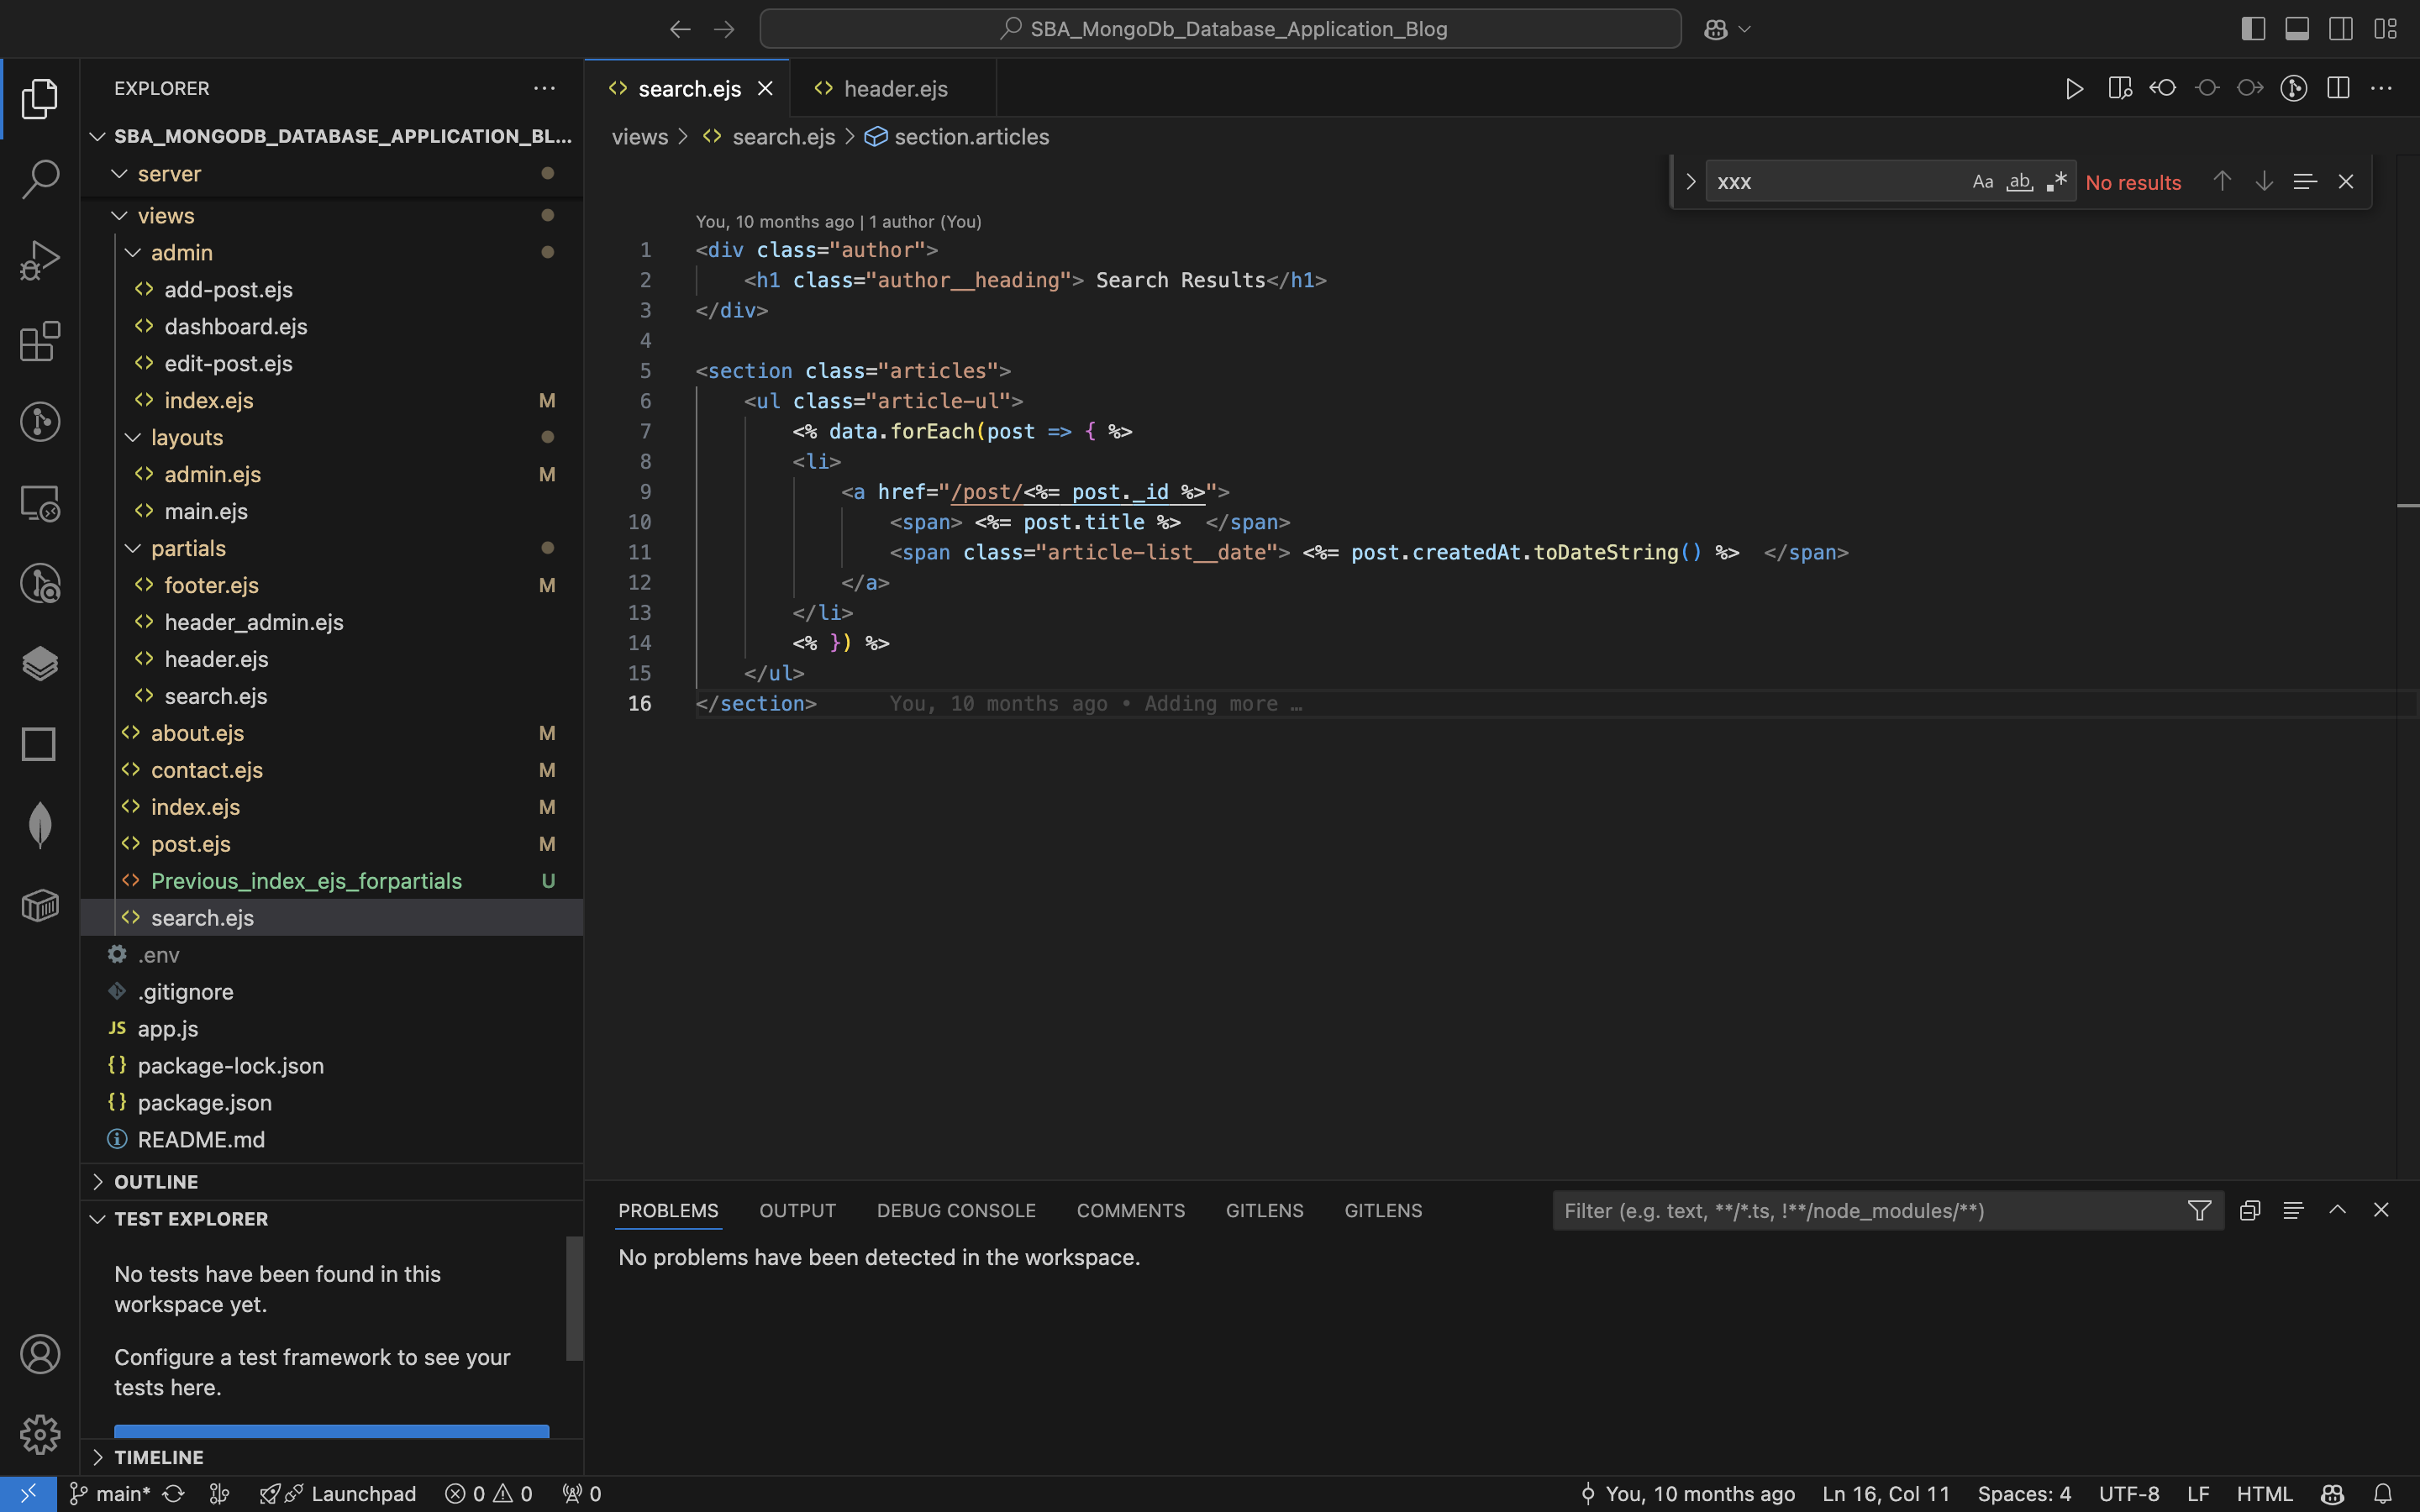 SBA_MongoDb_Database_Application_Blog
EXPLORER
SBA_MONGODB_DATABASE_APPLICATION_BL...
server
views
admin
add-post.ejs
dashboard.ejs
edit-post.ejs
index.ejs M
layouts
admin.ejs M
main.ejs
partials
footer.ejs M
header_admin.ejs
header.ejs
search.ejs
about.ejs M
contact.ejs M
index.ejs M
post.ejs M
Previous_index_ejs_forpartials U
search.ejs
.env
.gitignore
JS app.js
{} package-lock.json
{} package.json
README.md
OUTLINE
TEST EXPLORER
No tests have been found in this
workspace yet.
Configure a test framework to see your
tests here.
TIMELINE
search.ejs
header.ejs
views > search.ejs > section.articles
xxx Aa ab .* No results
You, 10 months ago | 1 author (You)
1 <div class="author">
2 <h1 class="author__heading"> Search Results</h1>
3 </div>
4
5 <section class="articles">
6 <ul class="article-ul">
7 <% data.forEach(post => { %>
8 <li>
9 <a href="/post/<%= post._id %>">
10 <span> <%= post.title %>  </span>
11 <span class="article-list__date"> <%= post.createdAt.toDateString() %>  </span>
12 </a>
13 </li>
14 <% }) %>
15 </ul>
16 </section> You, 10 months ago • Adding more …
PROBLEMS OUTPUT DEBUG CONSOLE COMMENTS GITLENS GITLENS
Filter (e.g. text, **/*.ts, !**/node_modules/**)
No problems have been detected in the workspace.
main* Launchpad 0 0 0
You, 10 months ago Ln 16, Col 11 Spaces: 4 UTF-8 LF HTML